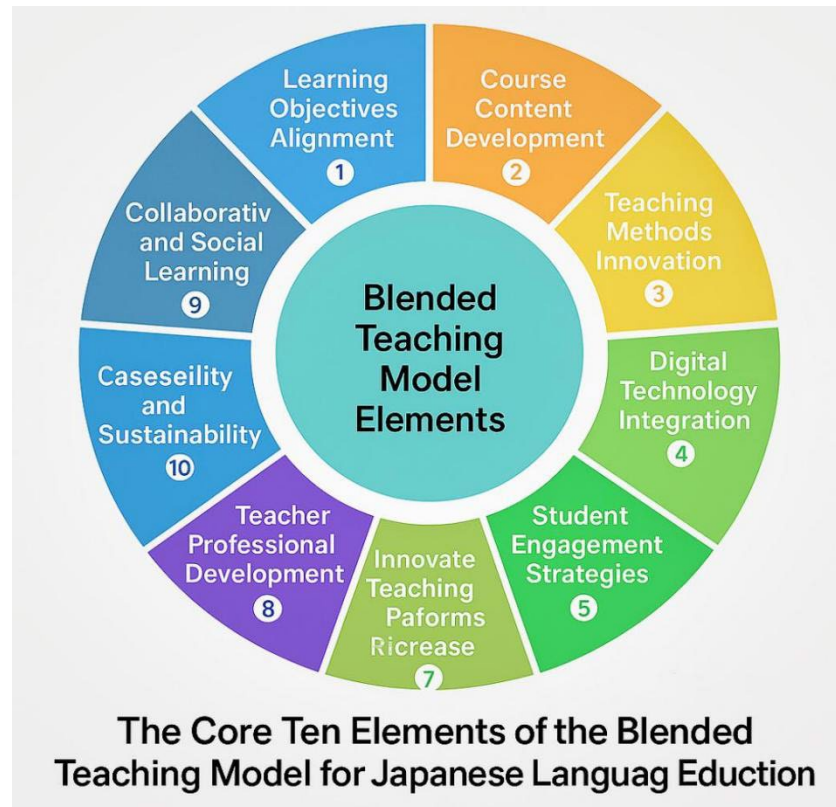 Learning
Objectives
Alignment
1
Course
Content
Development
2
Teaching
Methods
Innovation
3
Digital
Technology
Integration
4
Student
Engagement
Strategies
5
Innovate
Teaching
Paforms
Ricrease
7
Teacher
Professional
Development
8
Caseseility
and
Sustainability
10
Collaborativ
and Social
Learning
9
Blended
Teaching
Model
Elements
The Core Ten Elements of the Blended
Teaching Model for Japanese Languag Eduction